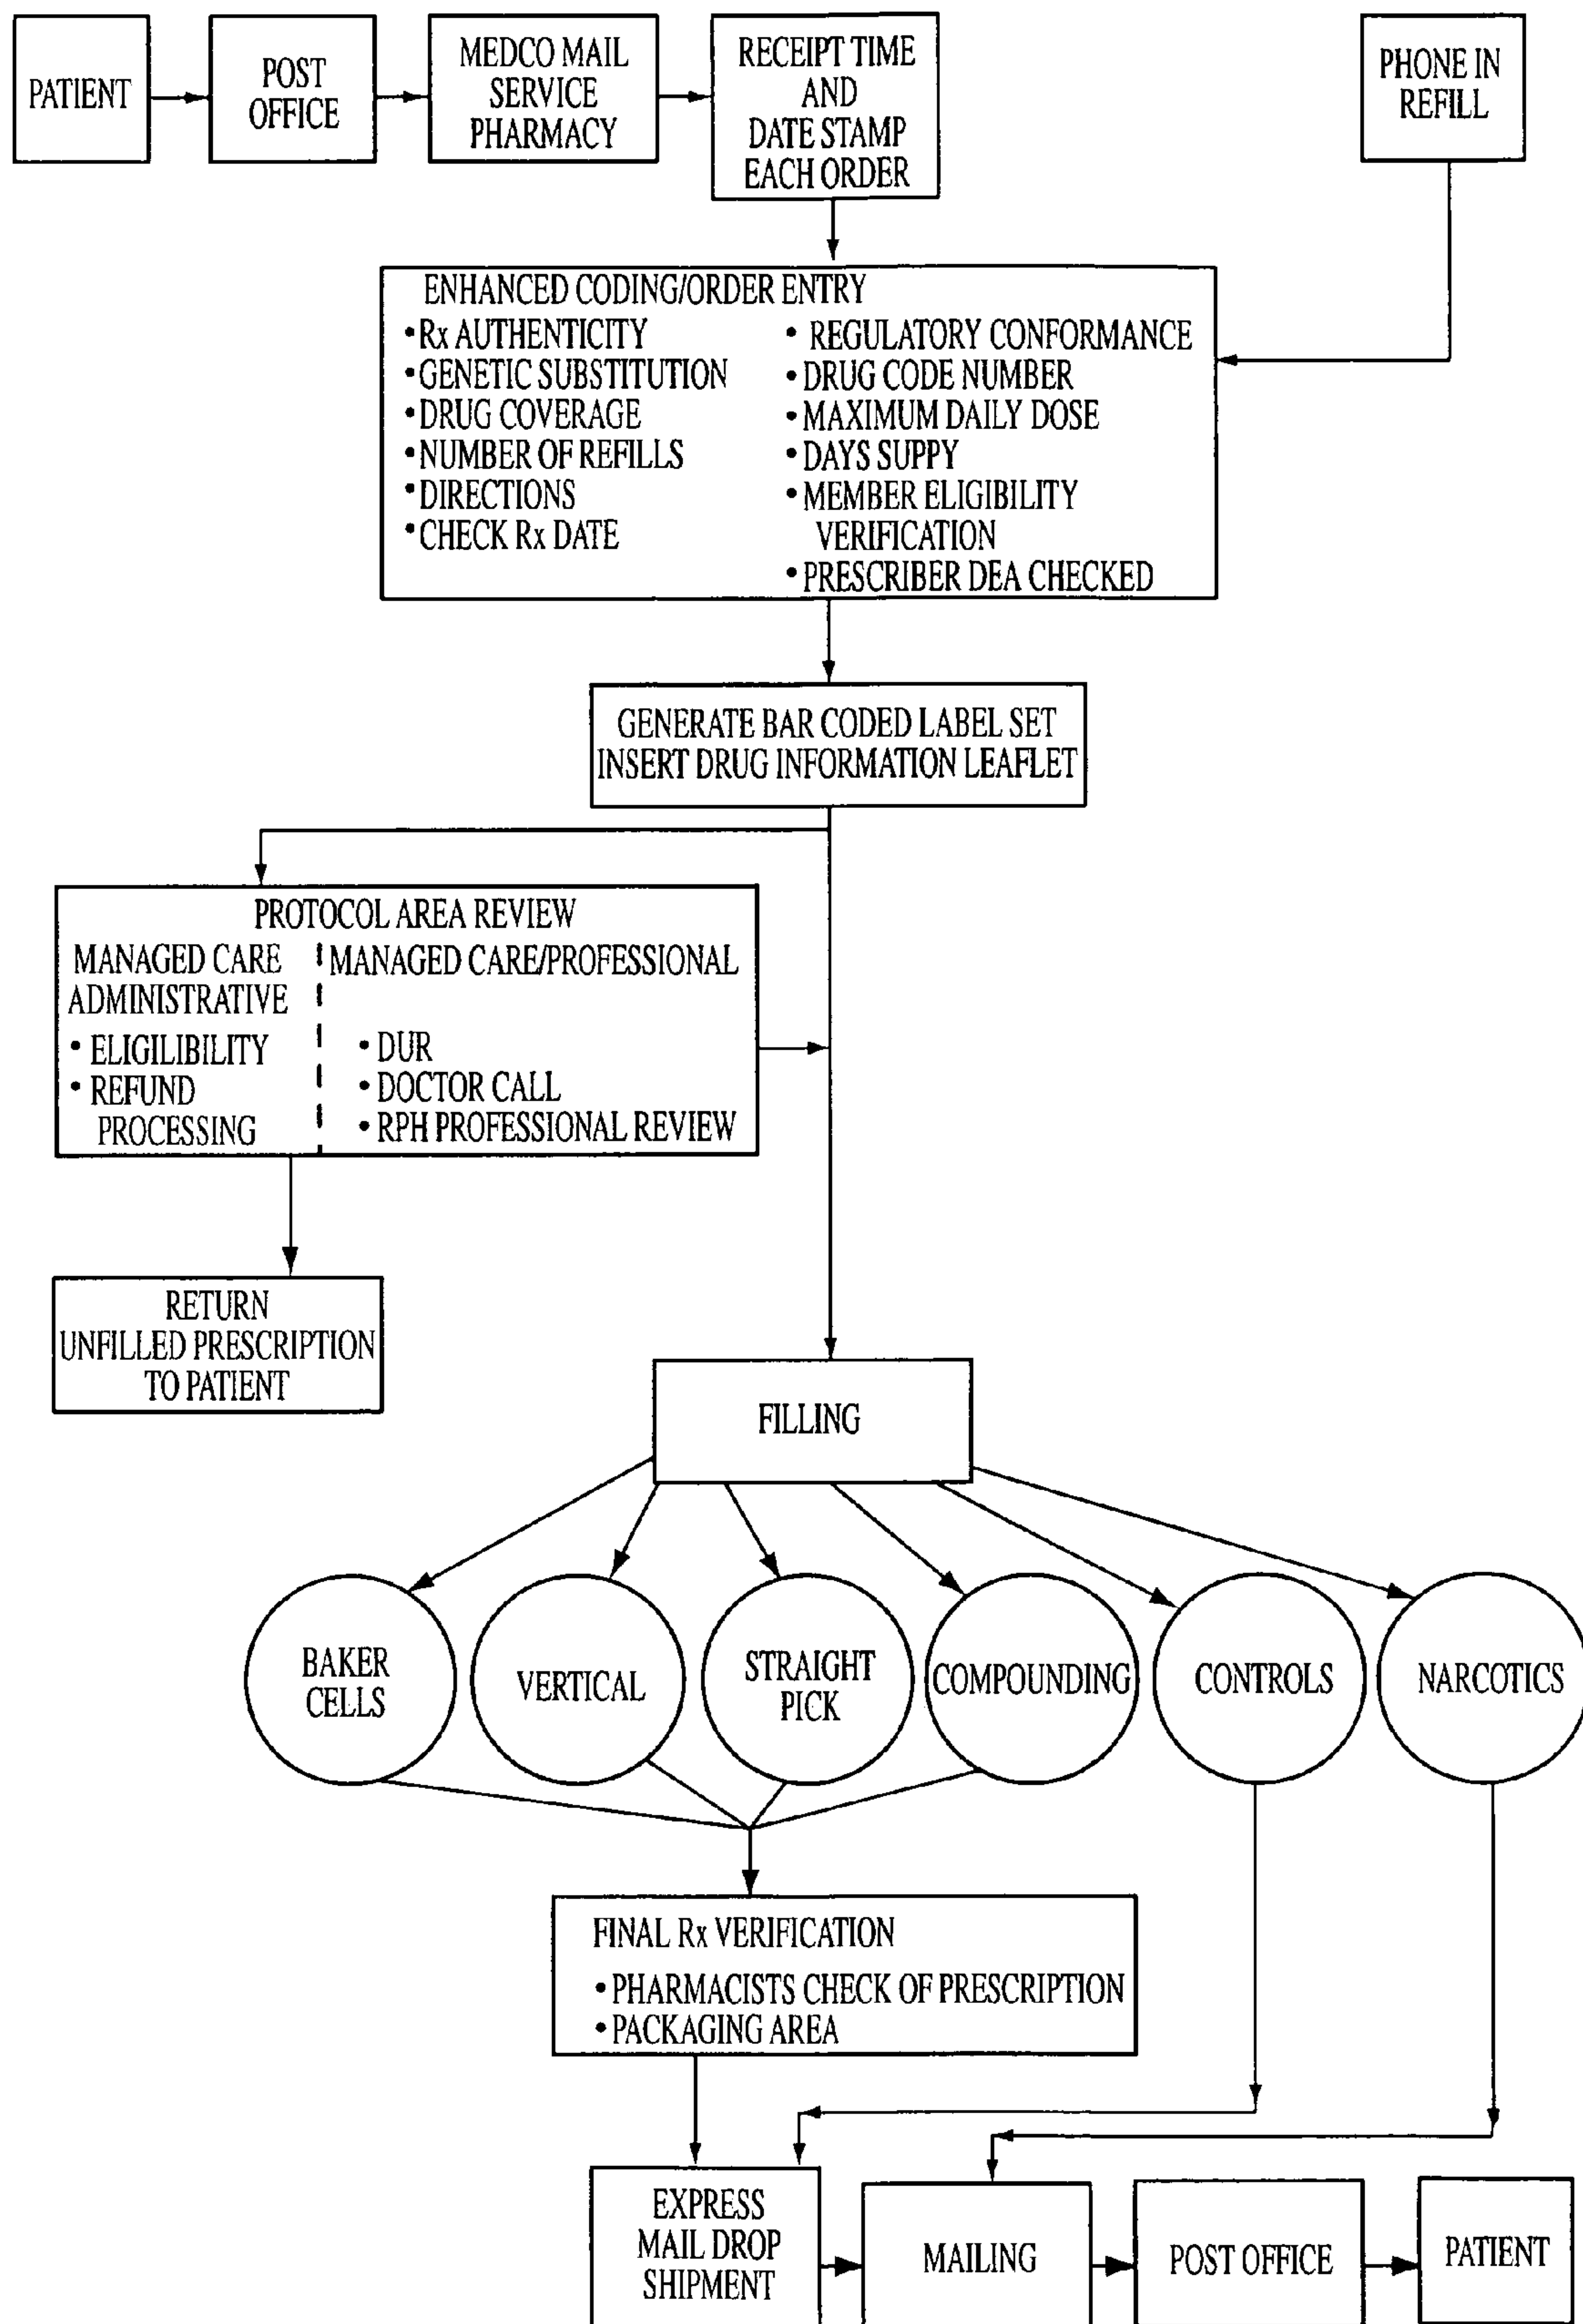 PATIENT
POST
OFFICE
MEDCO MAIL
SERVICE
PHARMACY
RECEIPT TIME
AND
DATE STAMP
EACH ORDER
PHONE IN
REFILL
ENHANCED CODING/ORDER ENTRY
•Rx AUTHENTICITY
•GENETIC SUBSTITUTION
•DRUG COVERAGE
•NUMBER OF REFILLS
•DIRECTIONS
•CHECK Rx DATE
• REGULATORY CONFORMANCE
•DRUG CODE NUMBER
•MAXIMUM DAILY DOSE
• DAYS SUPPY
•MEMBER ELIGIBILITY
VERIFICATION
•PRESCRIBER DEA CHECKED
GENERATE BAR CODED LABEL SET
INSERT DRUG INFORMATION LEAFLET
PROTOCOL AREA REVIEW
MANAGED CARE
ADMINISTRATIVE
• ELIGILIBILITY
• REFUND
PROCESSING
MANAGED CARE/PROFESSIONAL
• DUR
• DOCTOR CALL
• RPH PROFESSIONAL REVIEW
RETURN
UNFILLED PRESCRIPTION
TO PATIENT
FILLING
BAKER
CELLS
VERTICAL
STRAIGHT
PICK
COMPOUNDING
CONTROLS
NARCOTICS
FINAL Rx VERIFICATION
•PHARMACISTS CHECK OF PRESCRIPTION
•PACKAGING AREA
EXPRESS
MAIL DROP
SHIPMENT
MAILING
POST OFFICE
PATIENT